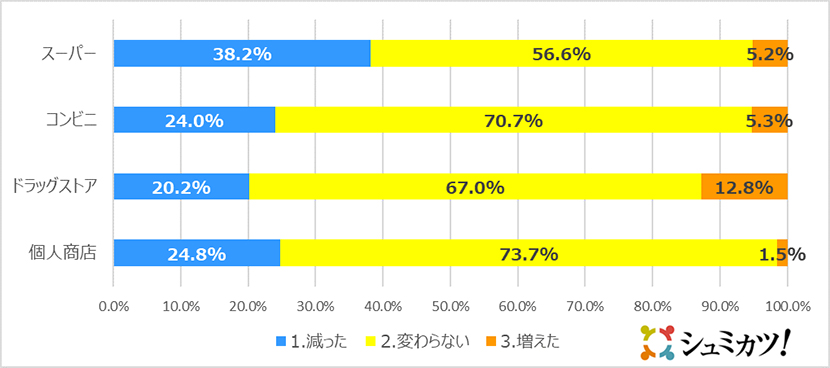 スーパー 38.2% 56.6% 5.2%
コンビニ 24.0% 70.7% 5.3%
ドラッグストア 20.2% 67.0% 12.8%
個人商店 24.8% 73.7% 1.5%
0.0% 10.0% 20.0% 30.0% 40.0% 50.0% 60.0% 70.0% 80.0% 90.0% 100.0%
1.減った 2.変わらない 3.増えた
シュミカツ!